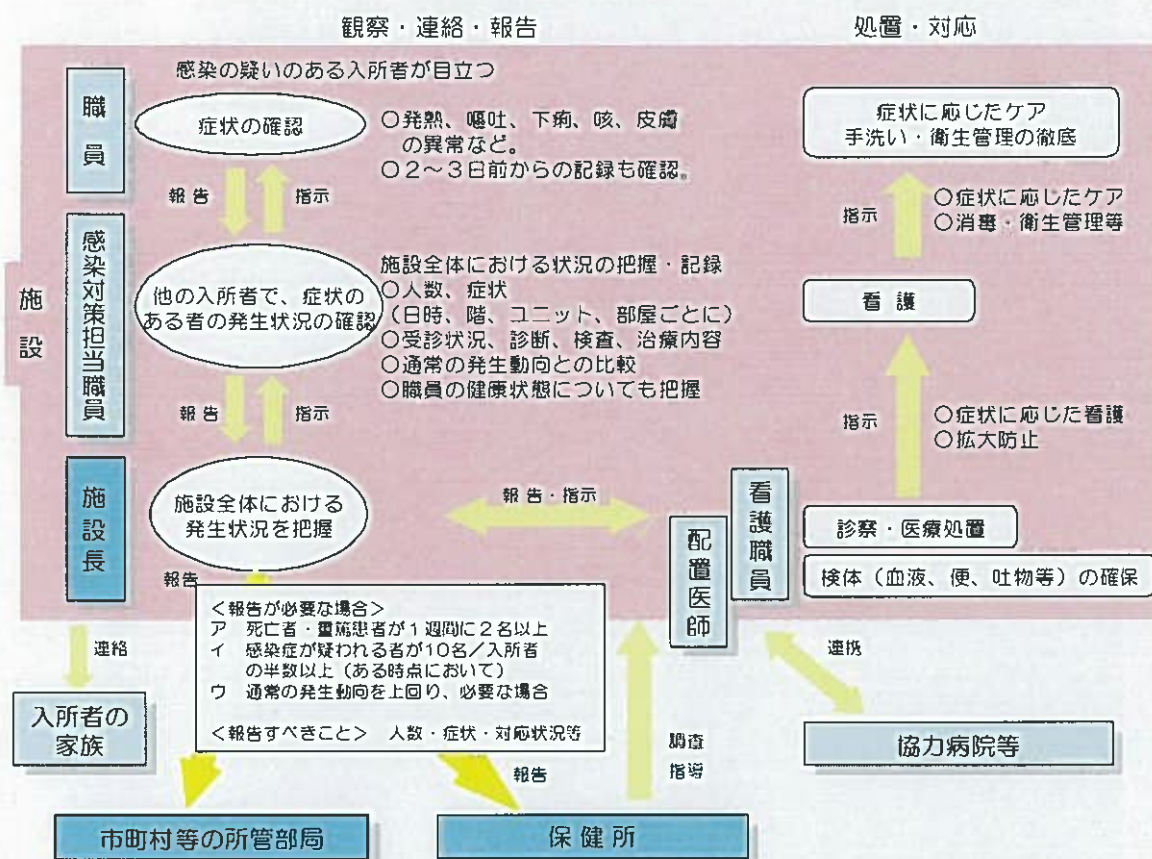 観察・連絡・報告
処置・対応
施設
職員
感染の疑いのある入所者が目立つ
症状の確認
○発熱、嘔吐、下痢、咳、皮膚
の異常など。
○2～3日前からの記録も確認。
報告
指示
感染対策担当職員
他の入所者で、症状の
ある者の発生状況の確認
施設全体における状況の把握・記録
○人数、症状
（日時、階、ユニット、部屋ごとに）
○受診状況、診断、検査、治療内容
○通常の発生動向との比較
○職員の健康状態についても把握
報告
指示
施設長
施設全体における
発生状況を把握
報告・指示
報告
＜報告が必要な場合＞
ア 死亡者・重篤患者が1週間に2名以上
イ 感染症が疑われる者が10名／入所者
の半数以上（ある時点において）
ウ 通常の発生動向を上回り、必要な場合
＜報告すべきこと＞ 人数・症状・対応状況等
症状に応じたケア
手洗い・衛生管理の徹底
指示
○症状に応じたケア
○消毒・衛生管理等
看護
指示
○症状に応じた看護
○拡大防止
看護職員
配置医師
診察・医療処置
検体（血液、便、吐物等）の確保
連絡
入所者の
家族
報告
調査
指導
連携
協力病院等
市町村等の所管部局
保健所